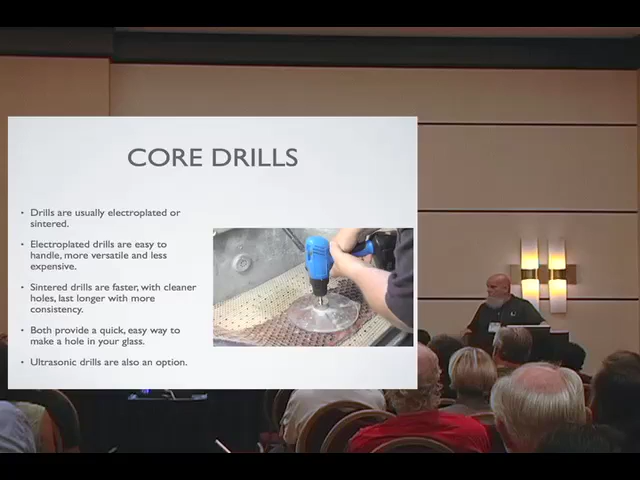 CORE DRILLS
• Drills are usually electroplated or
sintered.
• Electroplated drills are easy to
handle, more versatile and less
expensive.
• Sintered drills are faster, with cleaner
holes, last longer with more
consistency.
• Both provide a quick, easy way to
make a hole in your glass.
• Ultrasonic drills are also an option.